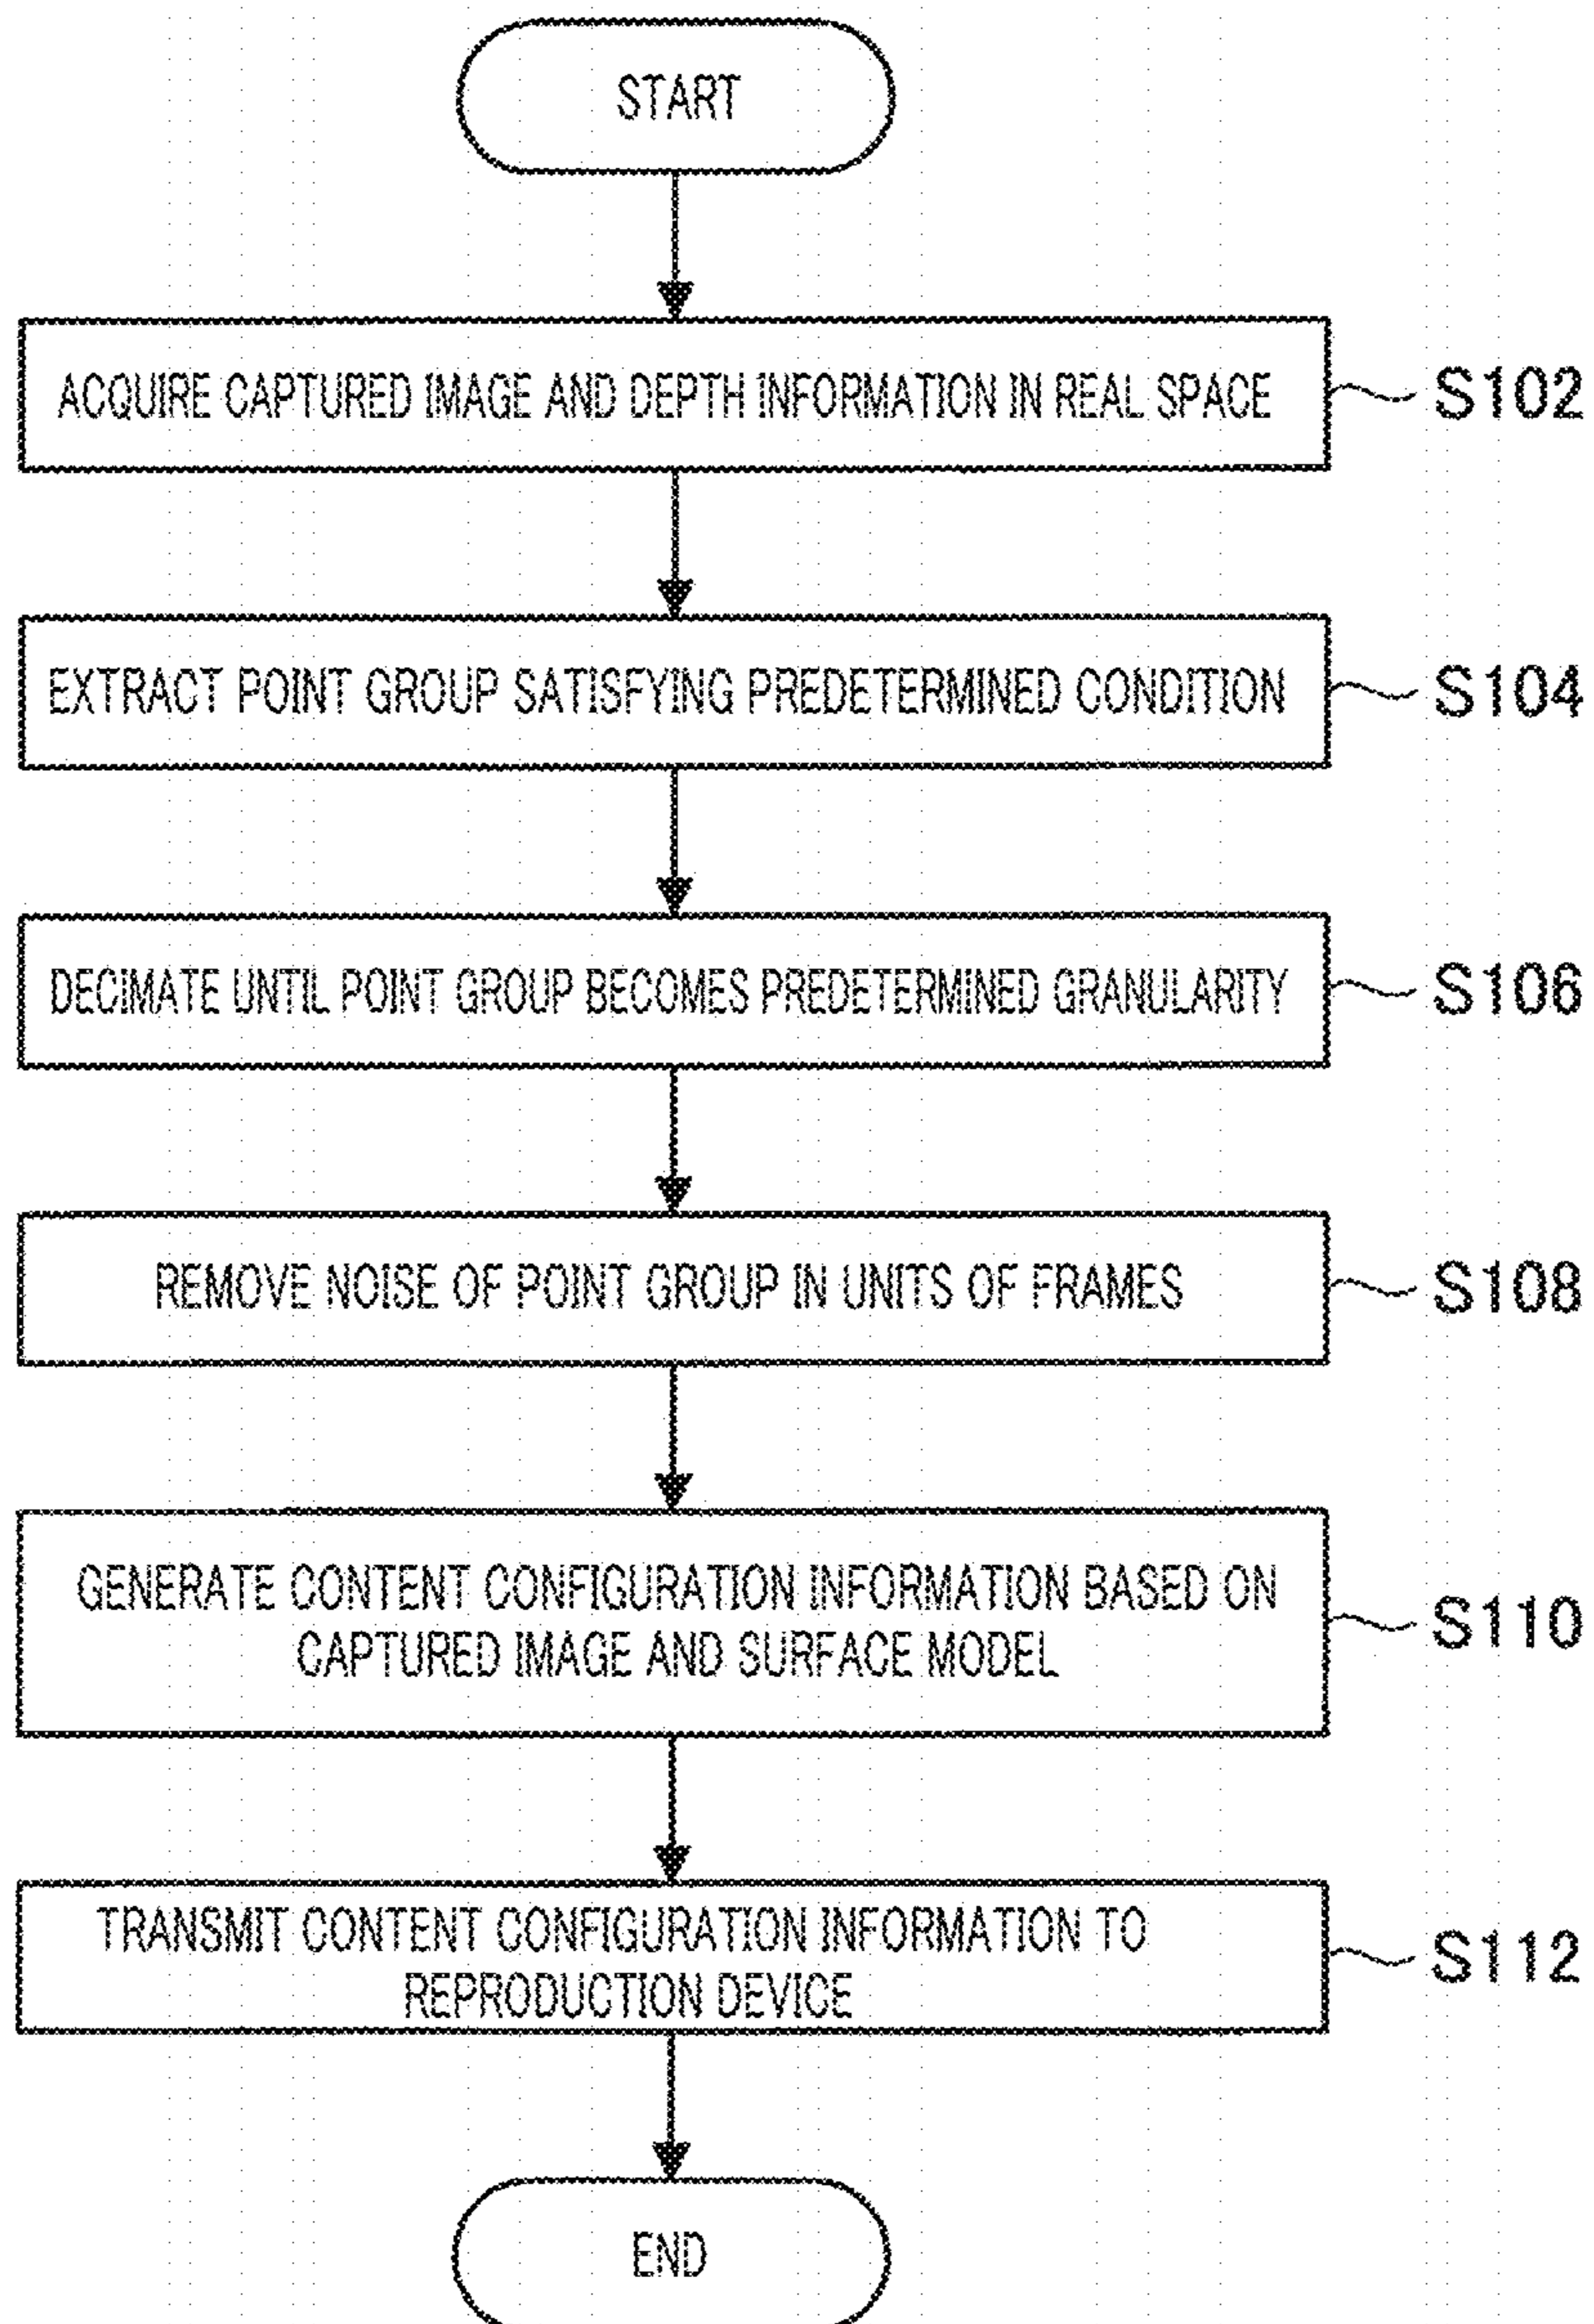 START
ACQUIRE CAPTURED IMAGE AND DEPTH INFORMATION IN REAL SPACE
S102
EXTRACT POINT GROUP SATISFYING PREDETERMINED CONDITION
S104
DECIMATE UNTIL POINT GROUP BECOMES PREDETERMINED GRANULARITY
S106
REMOVE NOISE OF POINT GROUP IN UNITS OF FRAMES
S108
GENERATE CONTENT CONFIGURATION INFORMATION BASED ON
CAPTURED IMAGE AND SURFACE MODEL
S110
TRANSMIT CONTENT CONFIGURATION INFORMATION TO
REPRODUCTION DEVICE
S112
END